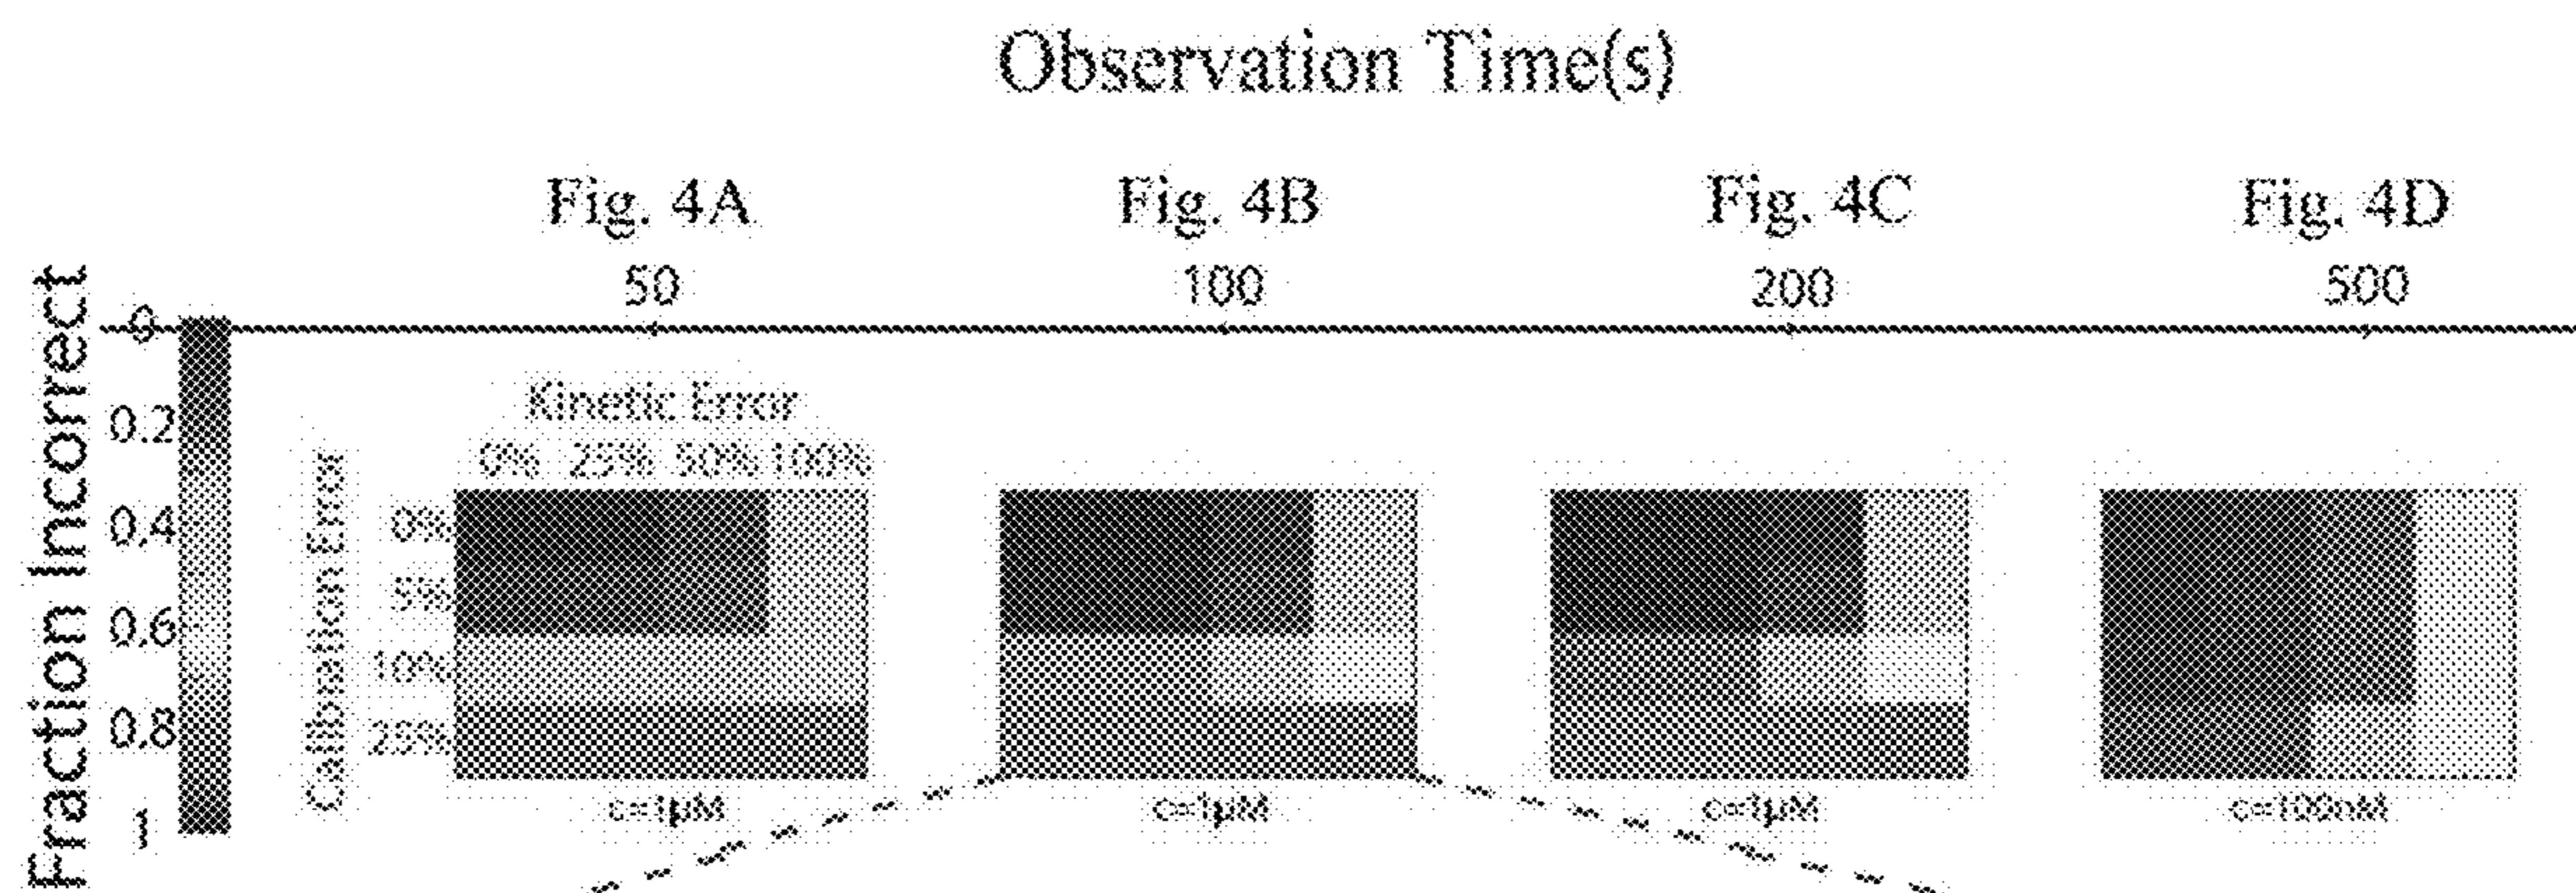 Observation Time(s)
Fig. 4A Fig. 4B Fig. 4C Fig. 4D
50 100 200 500
Fraction Incorrect
0
0.2
0.4
0.6
0.8
1
Kinetic Error
0% 25% 50% 100%
Calibration Error
0%
5%
10%
25%
c=1μM c=1μM c=1μM c=100nM